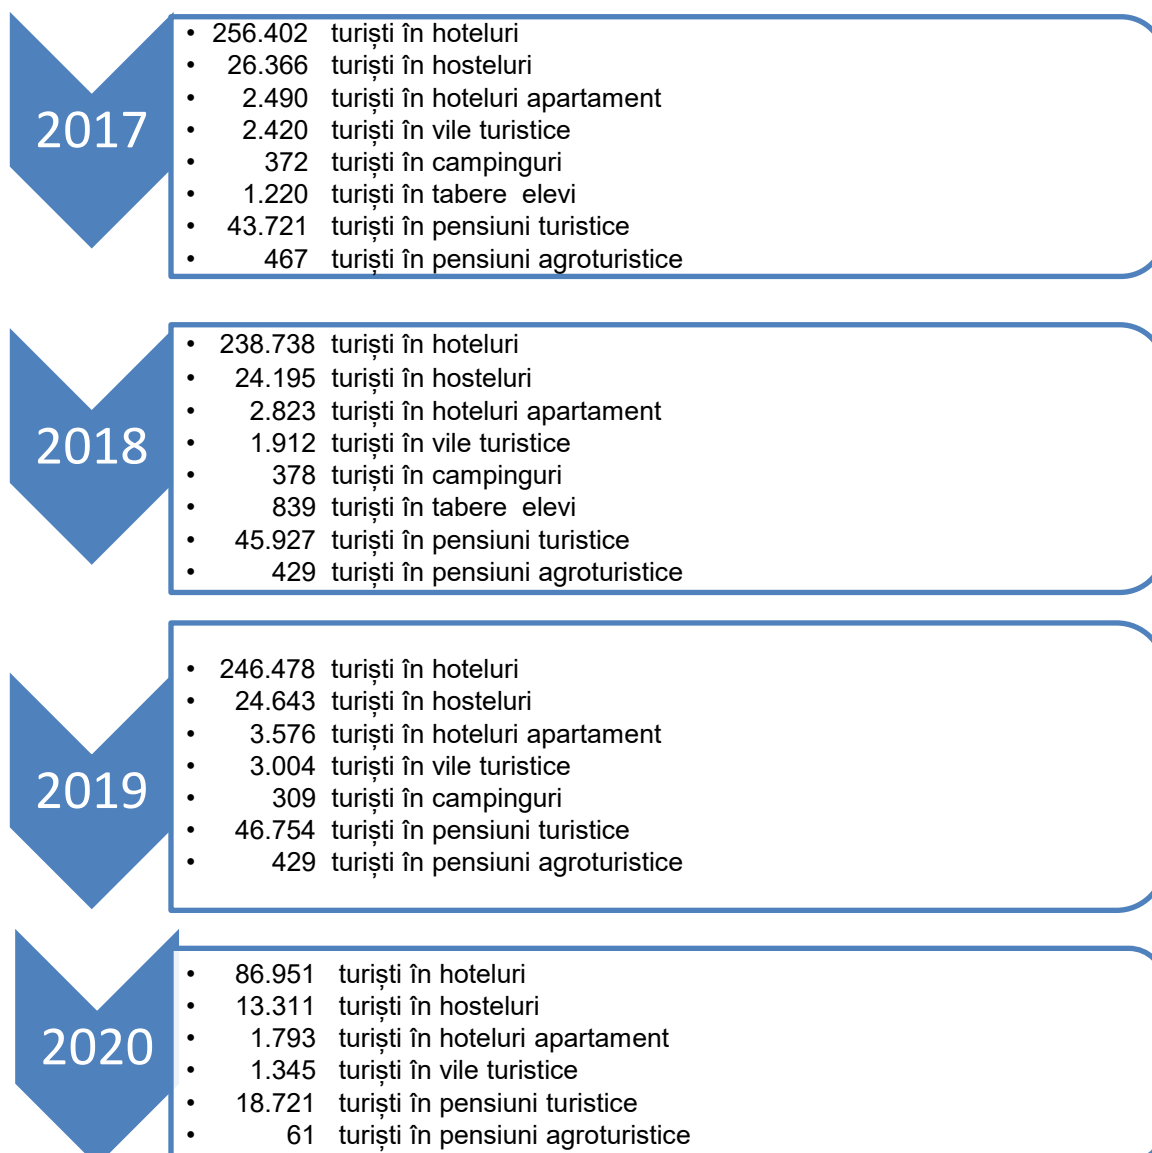 2017
• 256.402 turiști în hoteluri
• 26.366 turiști în hosteluri
• 2.490 turiști în hoteluri apartament
• 2.420 turiști în vile turistice
• 372 turiști în campinguri
• 1.220 turiști în tabere elevi
• 43.721 turiști în pensiuni turistice
• 467 turiști în pensiuni agroturistice
2018
• 238.738 turiști în hoteluri
• 24.195 turiști în hosteluri
• 2.823 turiști în hoteluri apartament
• 1.912 turiști în vile turistice
• 378 turiști în campinguri
• 839 turiști în tabere elevi
• 45.927 turiști în pensiuni turistice
• 429 turiști în pensiuni agroturistice
2019
• 246.478 turiști în hoteluri
• 24.643 turiști în hosteluri
• 3.576 turiști în hoteluri apartament
• 3.004 turiști în vile turistice
• 309 turiști în campinguri
• 46.754 turiști în pensiuni turistice
• 429 turiști în pensiuni agroturistice
2020
• 86.951 turiști în hoteluri
• 13.311 turiști în hosteluri
• 1.793 turiști în hoteluri apartament
• 1.345 turiști în vile turistice
• 18.721 turiști în pensiuni turistice
• 61 turiști în pensiuni agroturistice